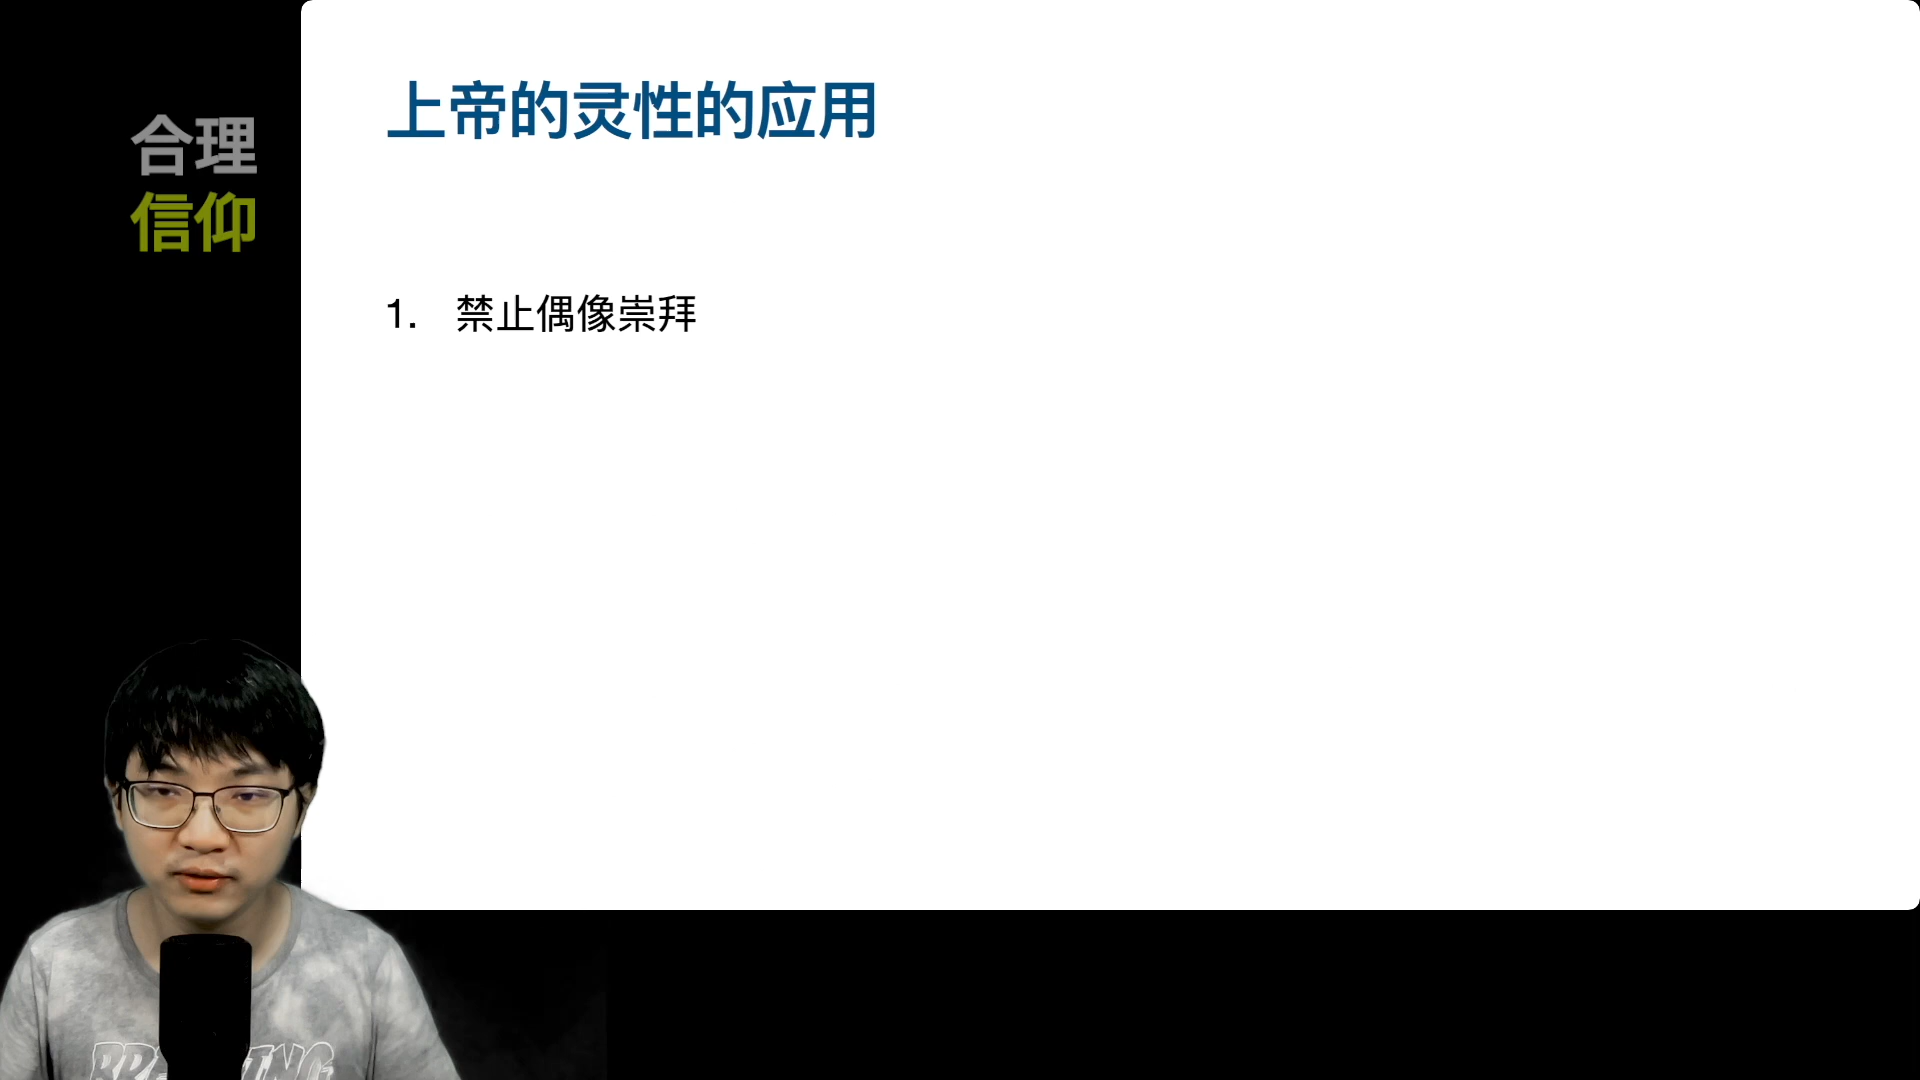 合理
信仰
上帝的灵性的应用
1. 禁止偶像崇拜